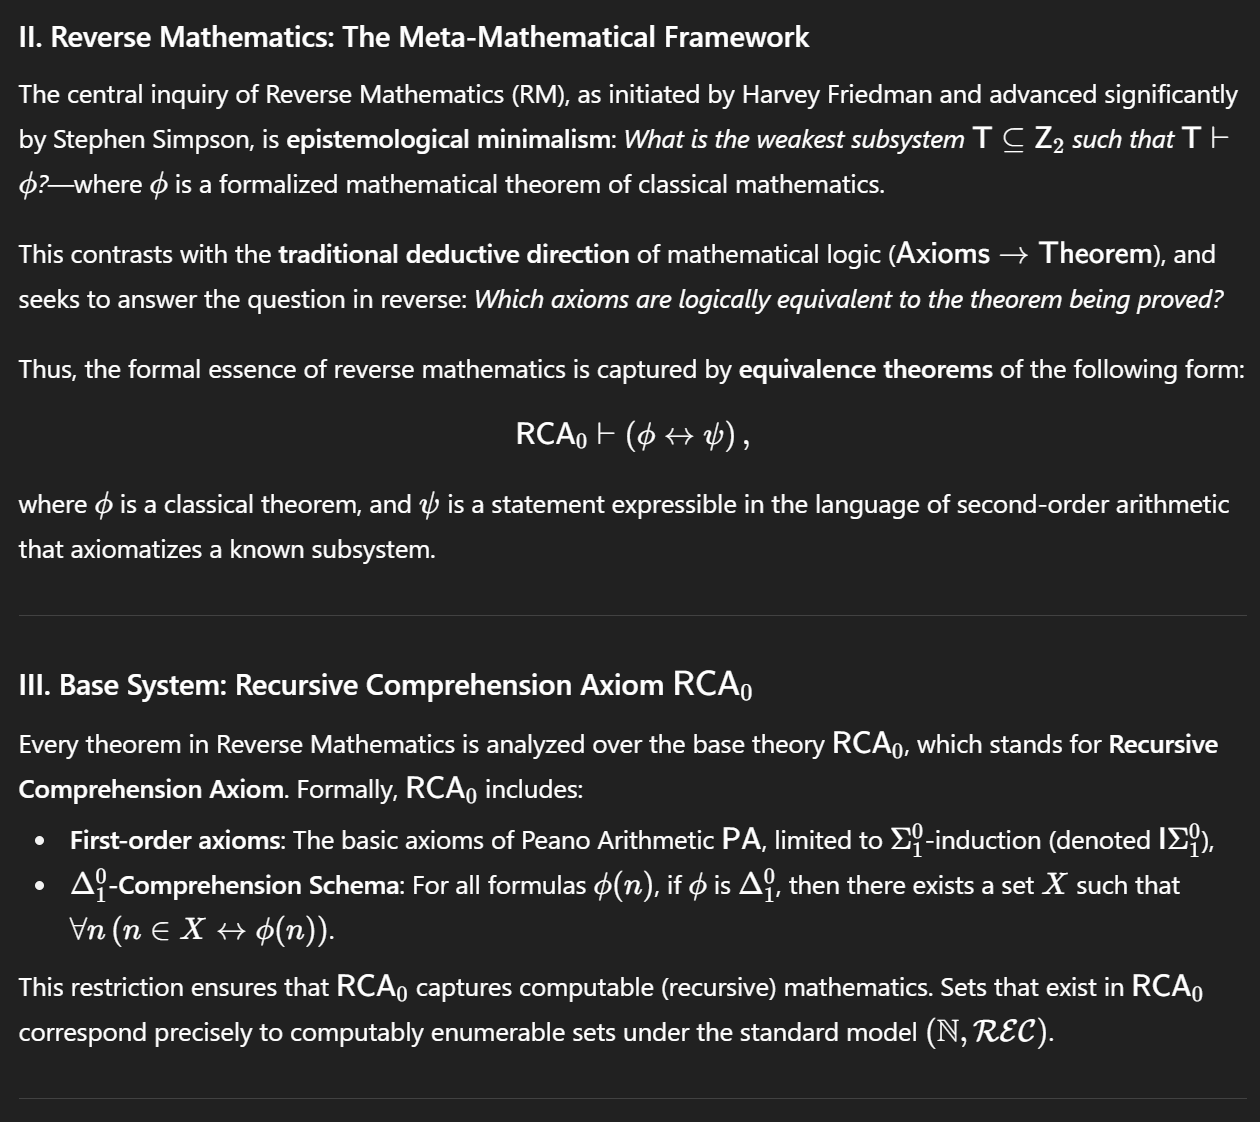 II. Reverse Mathematics: The Meta-Mathematical Framework
The central inquiry of Reverse Mathematics (RM), as initiated by Harvey Friedman and advanced significantly
by Stephen Simpson, is epistemological minimalism: What is the weakest subsystem T ⊆ Z₂ such that T ⊢
ϕ?—where ϕ is a formalized mathematical theorem of classical mathematics.
This contrasts with the traditional deductive direction of mathematical logic (Axioms → Theorem), and
seeks to answer the question in reverse: Which axioms are logically equivalent to the theorem being proved?
Thus, the formal essence of reverse mathematics is captured by equivalence theorems of the following form:
RCA₀ ⊢ (ϕ ↔ ψ),
where ϕ is a classical theorem, and ψ is a statement expressible in the language of second-order arithmetic
that axiomatizes a known subsystem.
III. Base System: Recursive Comprehension Axiom RCA₀
Every theorem in Reverse Mathematics is analyzed over the base theory RCA₀, which stands for Recursive
Comprehension Axiom. Formally, RCA₀ includes:
• First-order axioms: The basic axioms of Peano Arithmetic PA, limited to Σ⁰₁-induction (denoted IΣ⁰₁),
• Δ⁰₁-Comprehension Schema: For all formulas ϕ(n), if ϕ is Δ⁰₁, then there exists a set X such that
∀n (n ∈ X ↔ ϕ(n)).
This restriction ensures that RCA₀ captures computable (recursive) mathematics. Sets that exist in RCA₀
correspond precisely to computably enumerable sets under the standard model (ℕ, 𝓡𝓔𝓒).